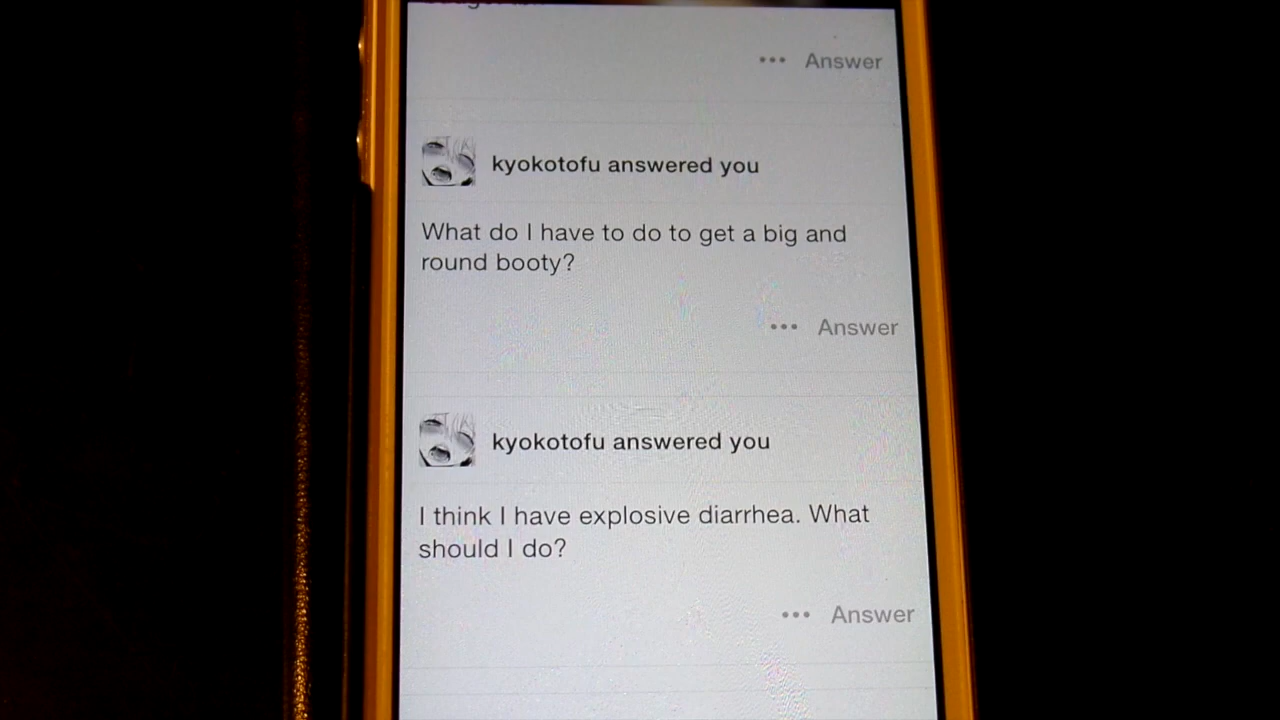 ••• Answer
kyokotofu answered you
What do I have to do to get a big and
round booty?
••• Answer
kyokotofu answered you
I think I have explosive diarrhea. What
should I do?
••• Answer